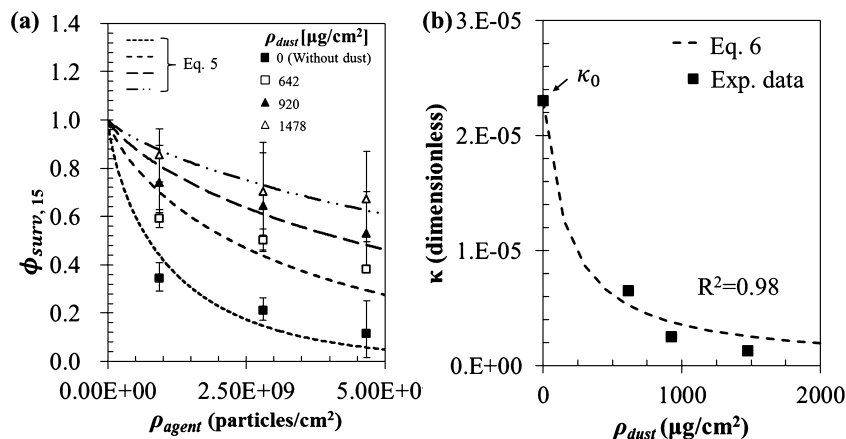 (a)
1.4
1.2
1.0
0.8
0.6
0.4
0.2
0.0
ϕsurv, 15
0.00E+00 2.50E+09 5.00E+09
ρagent (particles/cm2)
Eq. 5
ρdust [µg/cm2]
0 (Without dust)
642
920
1478
(b)
3.E-05
2.E-05
1.E-05
0.E+00
κ (dimensionless)
κ0
Eq. 6
Exp. data
R2=0.98
0 1000 2000
ρdust (µg/cm2)